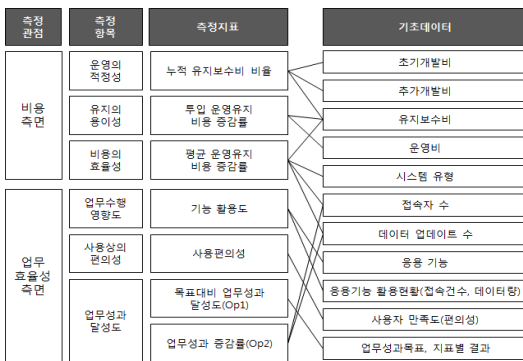 측정
관점
측정
항목
측정지표
기초데이터
비용
측면
운영의
적정성
누적 유지보수비 비율
유지의
용이성
투입 운영유지
비용 증감률
비용의
효율성
평균 운영유지
비용 증감률
업무
효율성
측면
업무수행
영향도
기능 활용도
사용상의
편의성
사용편의성
업무성과
달성도
목표대비 업무성과
달성도(Op1)
업무성과 증감률(Op2)
초기개발비
추가개발비
유지보수비
운영비
시스템 유형
접속자 수
데이터 업데이트 수
응용 기능
응용기능 활용현황(접속건수, 데이터량)
사용자 만족도(편의성)
업무성과목표, 지표별 결과